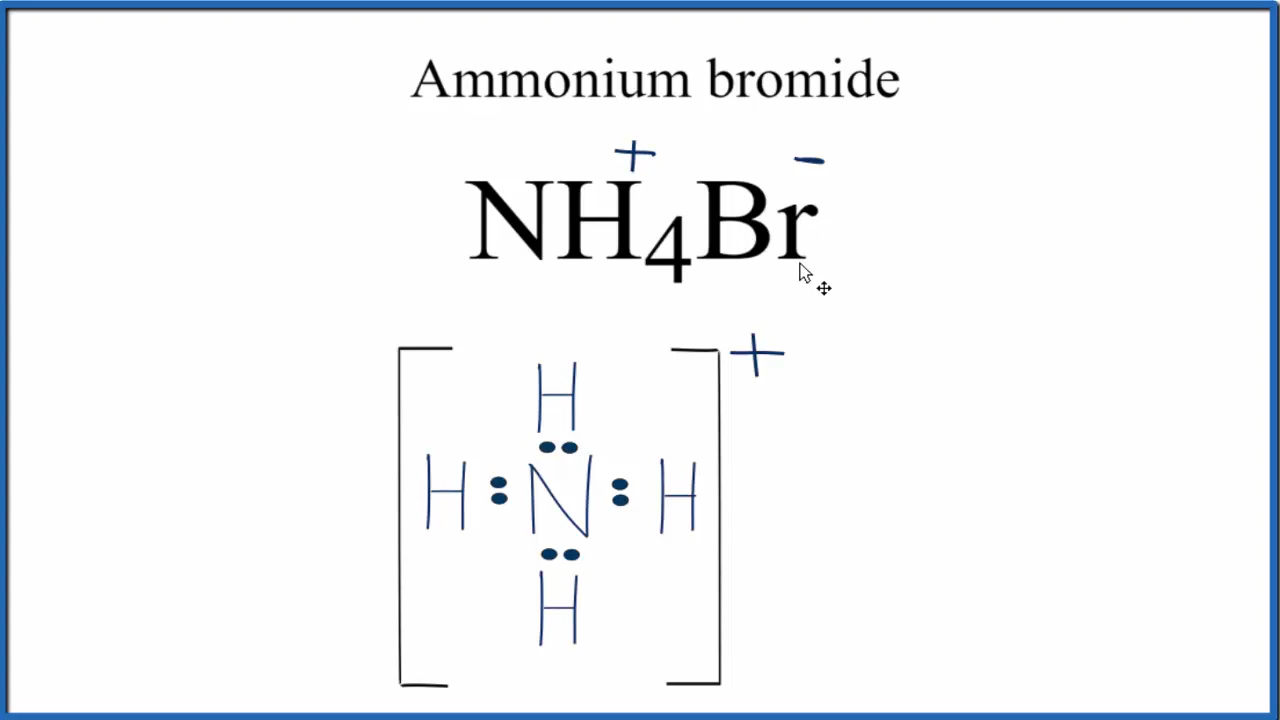 Ammonium bromide
+ −
NH₄Br
+
H
H : N : H
H